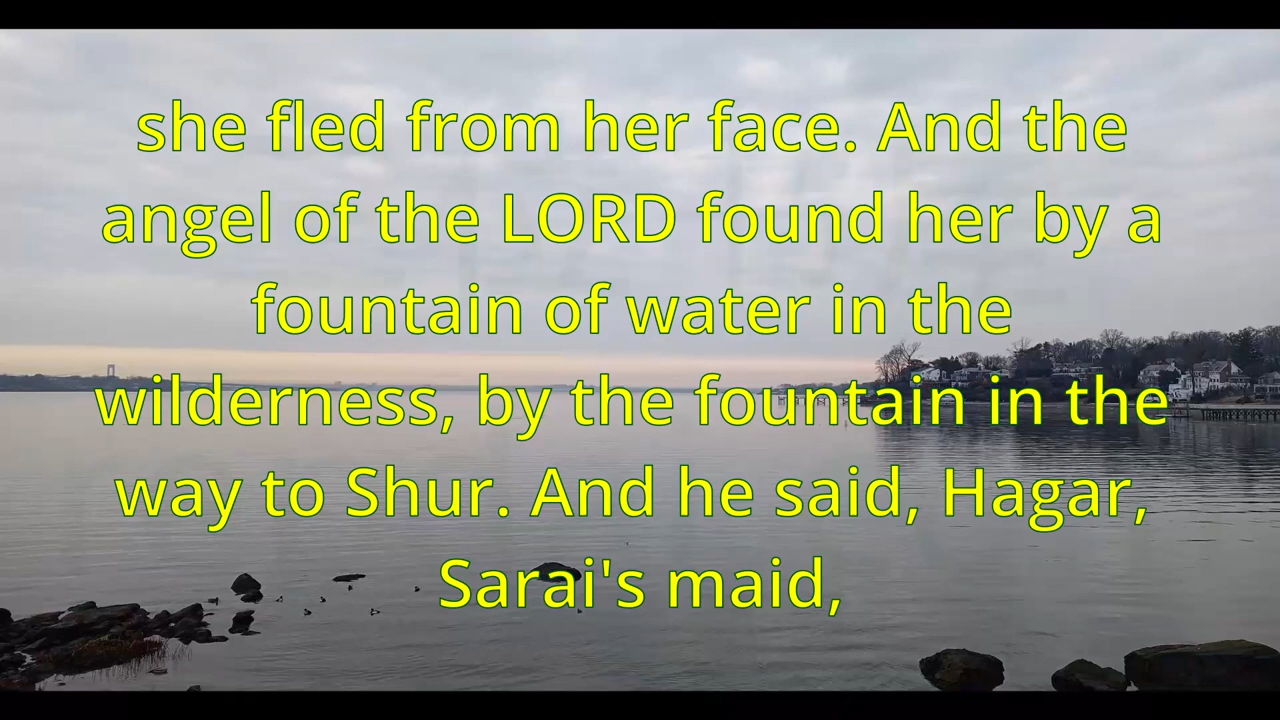 she fled from her face. And the
angel of the LORD found her by a
fountain of water in the
wilderness, by the fountain in the
way to Shur. And he said, Hagar,
Sarai's maid,